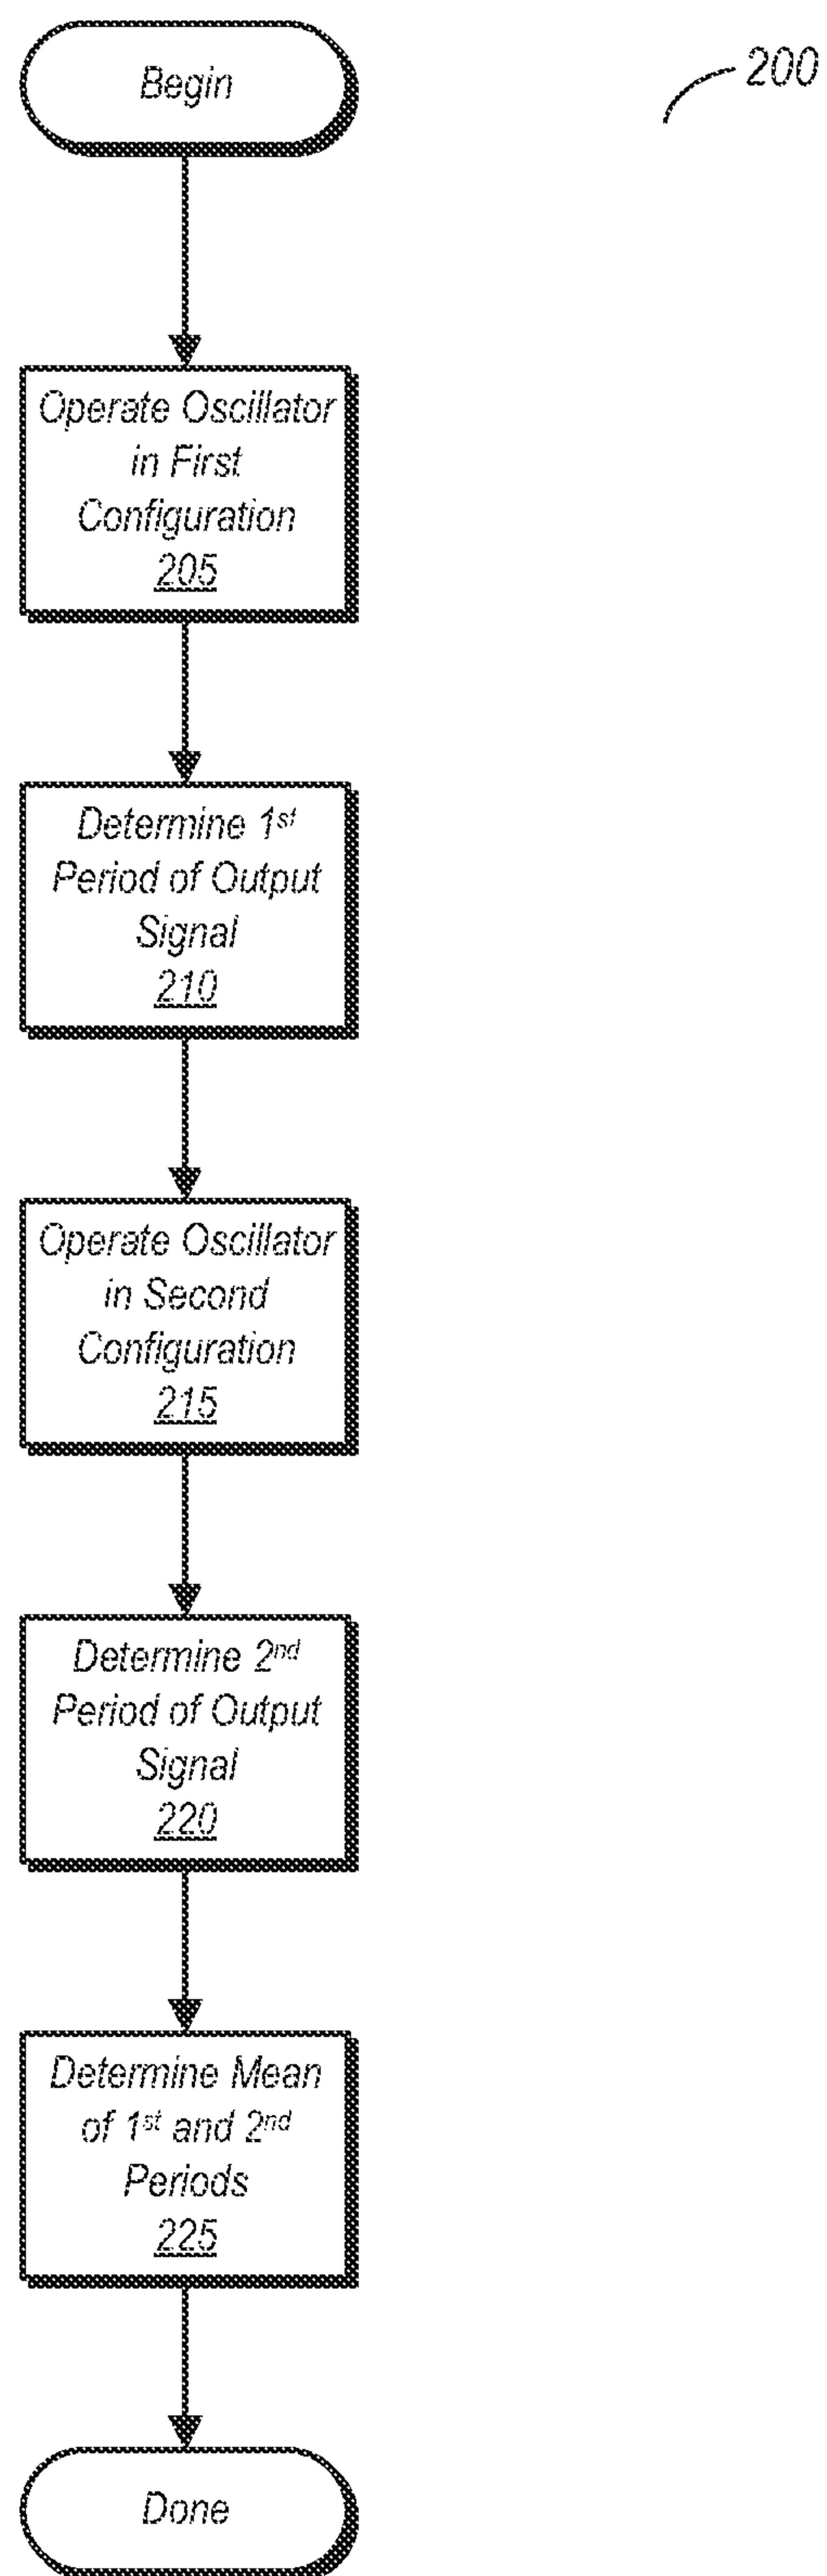 Begin
200
Operate Oscillator
in First
Configuration
205
Determine 1st
Period of Output
Signal
210
Operate Oscillator
in Second
Configuration
215
Determine 2nd
Period of Output
Signal
220
Determine Mean
of 1st and 2nd
Periods
225
Done